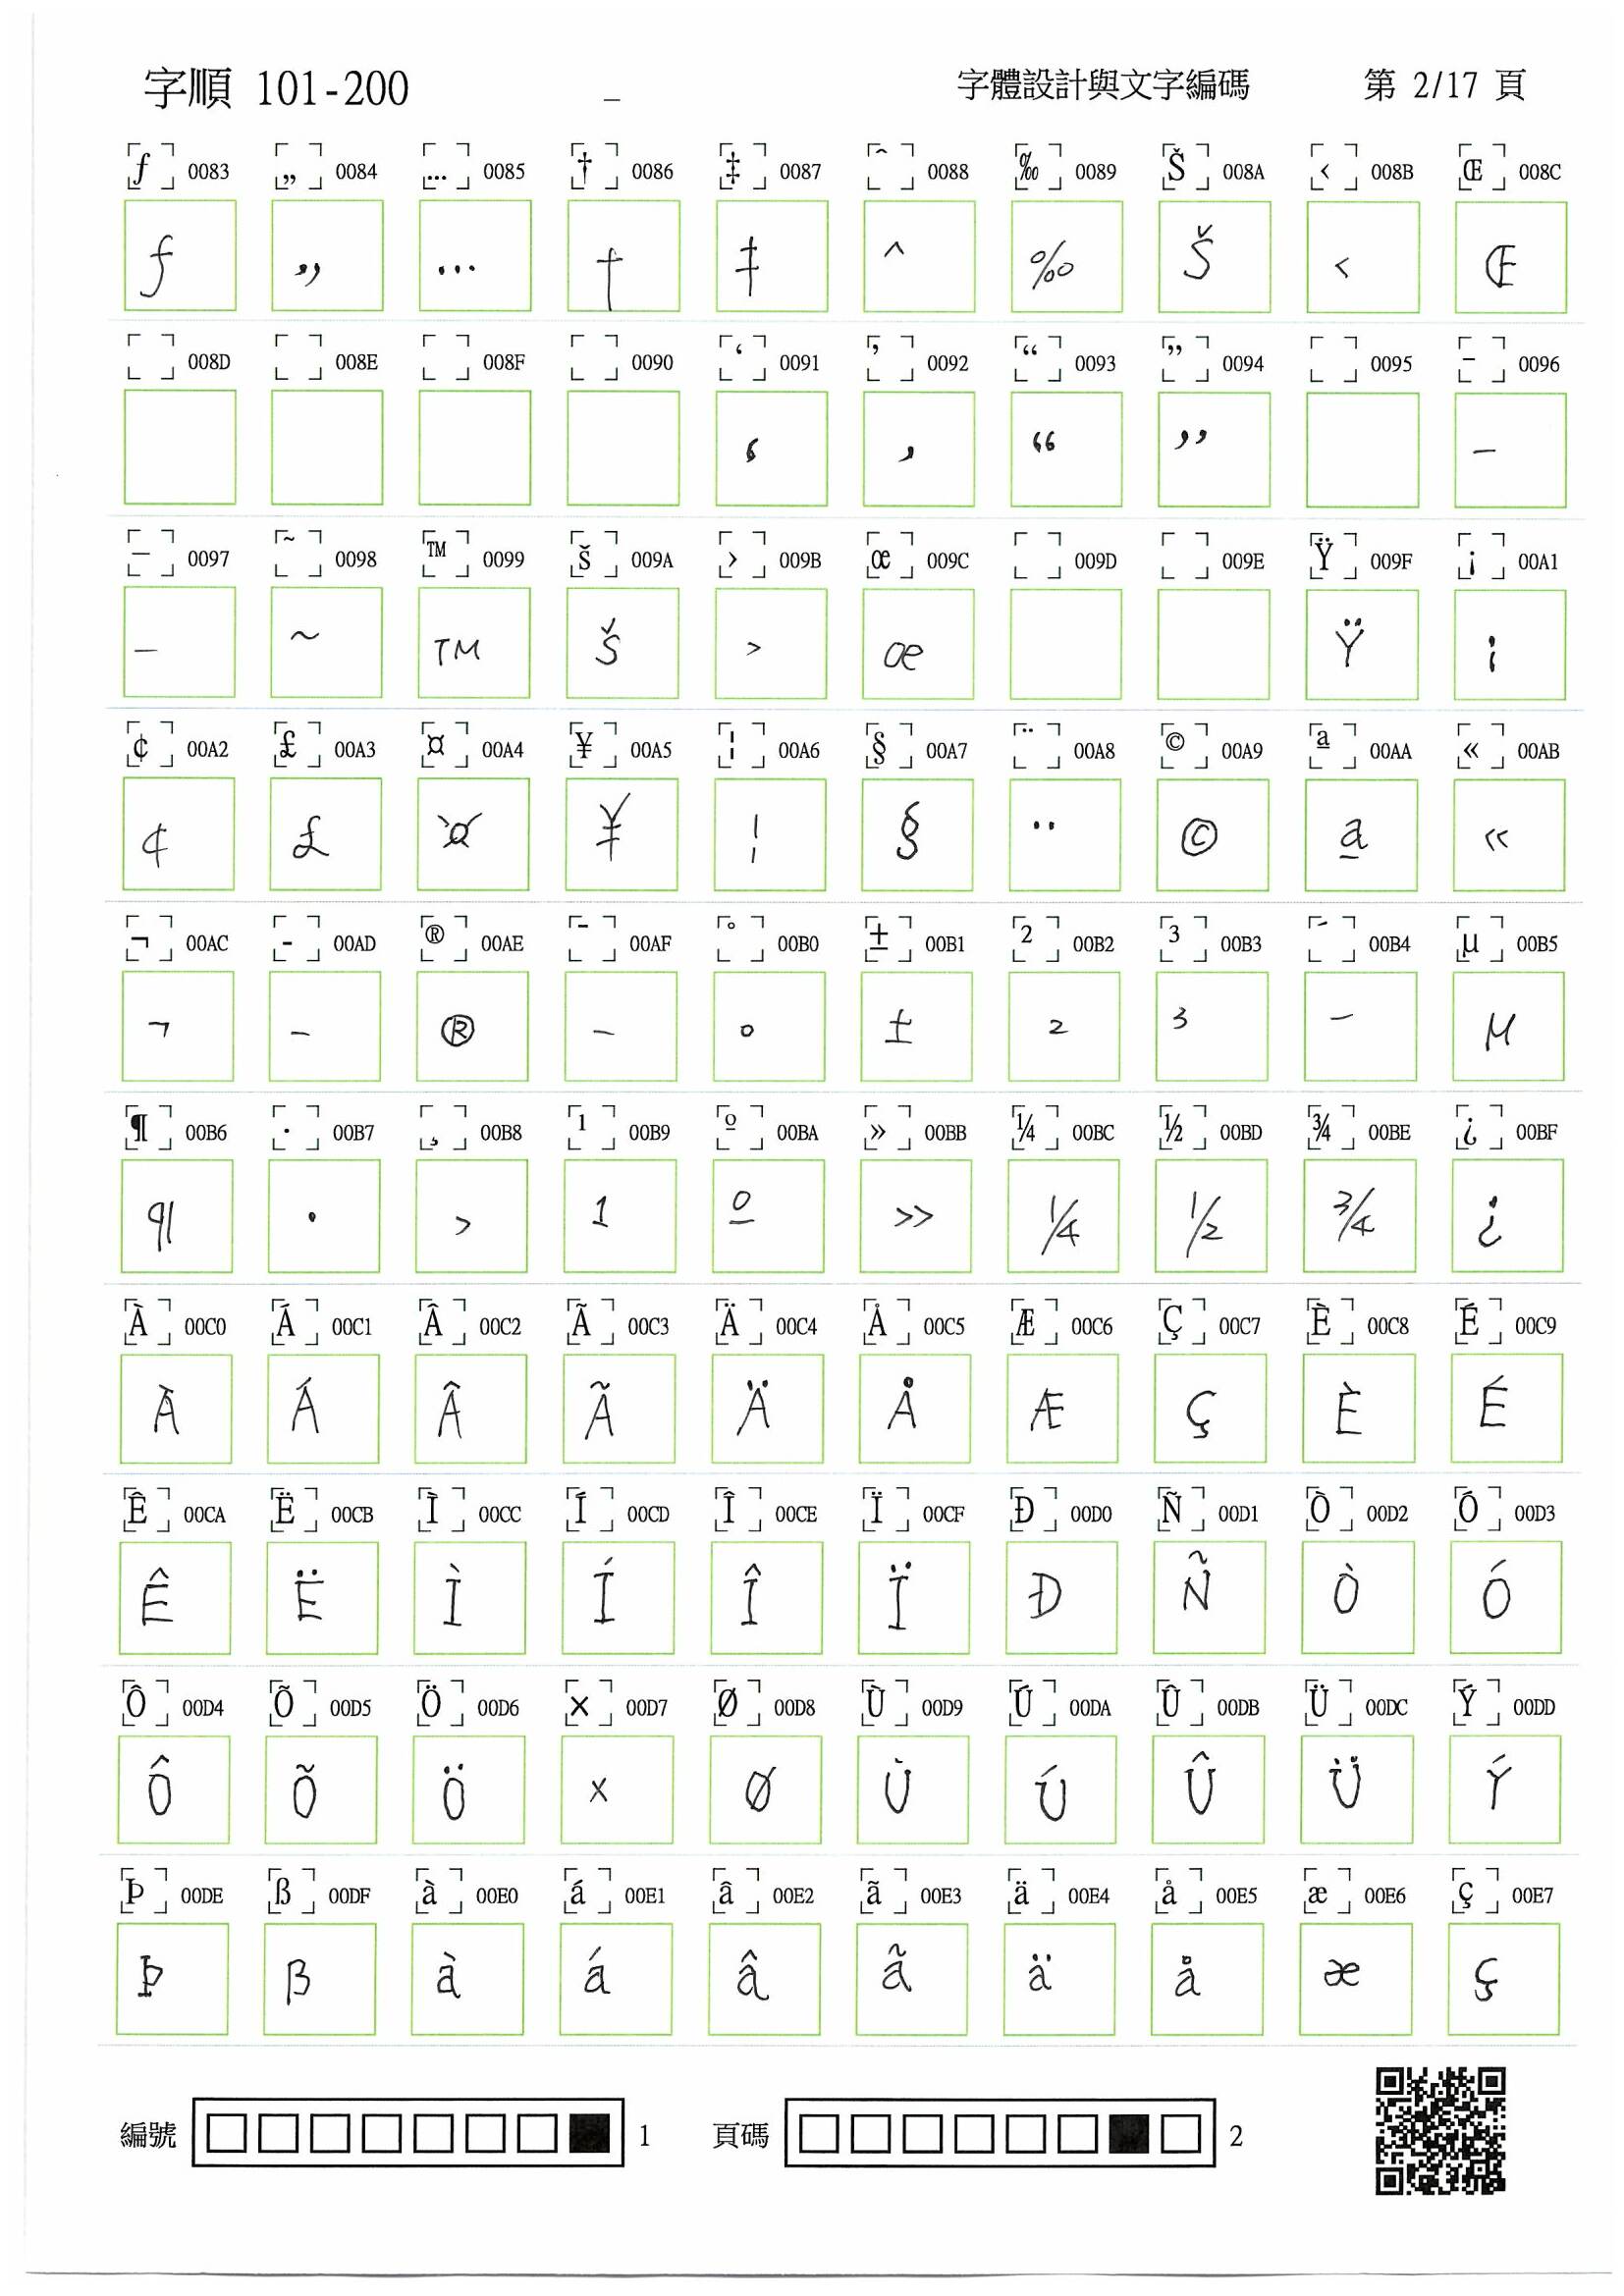 字順 101-200 _ 字體設計與文字編碼 第 2/17 頁
ƒ 0083 „ 0084 … 0085 † 0086 ‡ 0087 ˆ 0088 ‰ 0089 Š 008A ‹ 008B Œ 008C
ƒ „ … † ‡ ^ ‰ Š ‹ Œ
008D 008E 008F 0090 ‘ 0091 ’ 0092 “ 0093 ” 0094 0095 – 0096
‘ ’ “ ” –
— 0097 ˜ 0098 ™ 0099 š 009A › 009B œ 009C 009D 009E Ÿ 009F ¡ 00A1
— ~ TM š › œ Ÿ ¡
¢ 00A2 £ 00A3 ¤ 00A4 ¥ 00A5 ¦ 00A6 § 00A7 ¨ 00A8 © 00A9 ª 00AA « 00AB
¢ £ ¤ ¥ ¦ § ¨ © ª «
¬ 00AC - 00AD ® 00AE ¯ 00AF ° 00B0 ± 00B1 ² 00B2 ³ 00B3 ´ 00B4 µ 00B5
¬ - ® ¯ ° ± ² ³ ´ µ
¶ 00B6 · 00B7 ¸ 00B8 ¹ 00B9 º 00BA » 00BB ¼ 00BC ½ 00BD ¾ 00BE ¿ 00BF
¶ · ¸ ¹ º » ¼ ½ ¾ ¿
À 00C0 Á 00C1 Â 00C2 Ã 00C3 Ä 00C4 Å 00C5 Æ 00C6 Ç 00C7 È 00C8 É 00C9
À Á Â Ã Ä Å Æ Ç È É
Ê 00CA Ë 00CB Ì 00CC Í 00CD Î 00CE Ï 00CF Ð 00D0 Ñ 00D1 Ò 00D2 Ó 00D3
Ê Ë Ì Í Î Ï Ð Ñ Ò Ó
Ô 00D4 Õ 00D5 Ö 00D6 × 00D7 Ø 00D8 Ù 00D9 Ú 00DA Û 00DB Ü 00DC Ý 00DD
Ô Õ Ö × Ø Ù Ú Û Ü Ý
Þ 00DE ß 00DF à 00E0 á 00E1 â 00E2 ã 00E3 ä 00E4 å 00E5 æ 00E6 ç 00E7
Þ ß à á â ã ä å æ ç
編號 1 頁碼 2